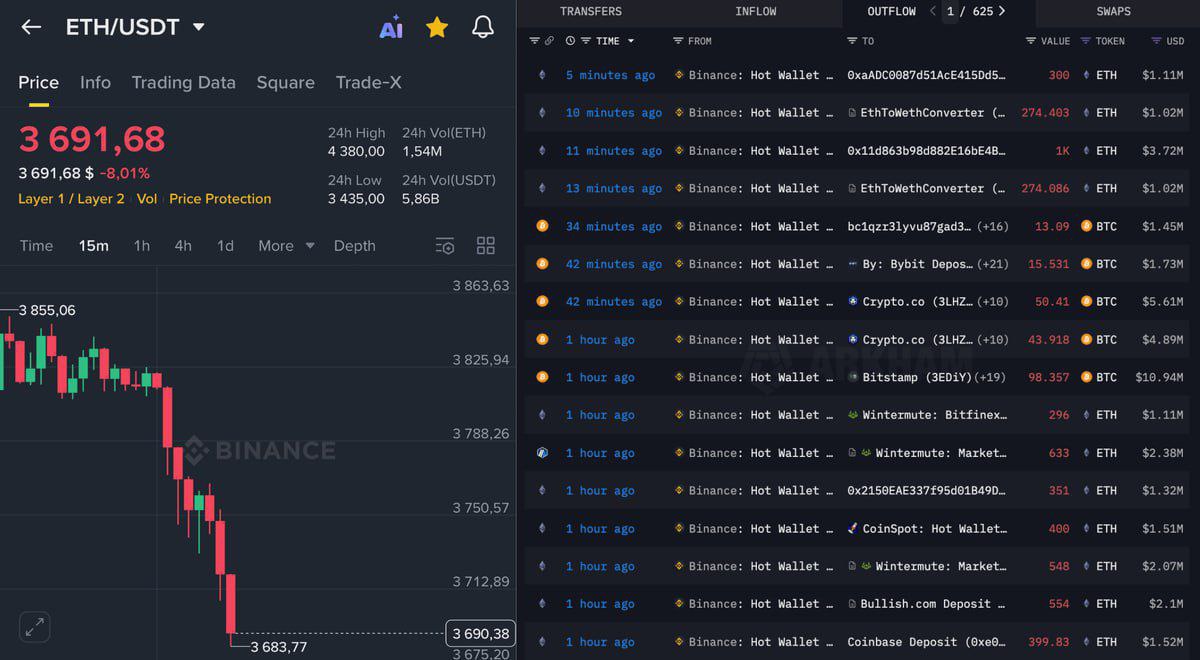 ETH/USDT
Ai
Price Info Trading Data Square Trade-X
3 691,68
3 691,68 $ -8,01%
Layer 1 / Layer 2 Vol Price Protection
24h High 24h Vol(ETH)
4 380,00 1,54M
24h Low 24h Vol(USDT)
3 435,00 5,86B
Time 15m 1h 4h 1d More Depth
3 863,63
3 855,06
3 825,94
3 788,26
BINANCE
3 750,57
3 712,89
3 690,38
3 683,77
3 675,20
TRANSFERS INFLOW OUTFLOW 1 / 625 SWAPS
TIME FROM TO VALUE TOKEN USD
5 minutes ago Binance: Hot Wallet … 0xaADC0087d51AcE415Dd5… 300 ETH $1.11M
10 minutes ago Binance: Hot Wallet … EthToWethConverter (… 274.403 ETH $1.02M
11 minutes ago Binance: Hot Wallet … 0x11d863b98d882E16bE4B… 1K ETH $3.72M
13 minutes ago Binance: Hot Wallet … EthToWethConverter (… 274.086 ETH $1.02M
34 minutes ago Binance: Hot Wallet … bc1qzr3lyvu87gad3… (+16) 13.09 BTC $1.45M
42 minutes ago Binance: Hot Wallet … By: Bybit Depos… (+21) 15.531 BTC $1.73M
42 minutes ago Binance: Hot Wallet … Crypto.co (3LHZ… (+10) 50.41 BTC $5.61M
1 hour ago Binance: Hot Wallet … Crypto.co (3LHZ… (+10) 43.918 BTC $4.89M
ARKHAM
1 hour ago Binance: Hot Wallet … Bitstamp (3EDiY) (+19) 98.357 BTC $10.94M
1 hour ago Binance: Hot Wallet … Wintermute: Bitfinex… 296 ETH $1.11M
1 hour ago Binance: Hot Wallet … Wintermute: Market… 633 ETH $2.38M
1 hour ago Binance: Hot Wallet … 0x2150EAE337f95d01B49D… 351 ETH $1.32M
1 hour ago Binance: Hot Wallet … CoinSpot: Hot Wallet… 400 ETH $1.51M
1 hour ago Binance: Hot Wallet … Wintermute: Market… 548 ETH $2.07M
1 hour ago Binance: Hot Wallet … Bullish.com Deposit … 554 ETH $2.1M
1 hour ago Binance: Hot Wallet … Coinbase Deposit (0xe0… 399.83 ETH $1.52M